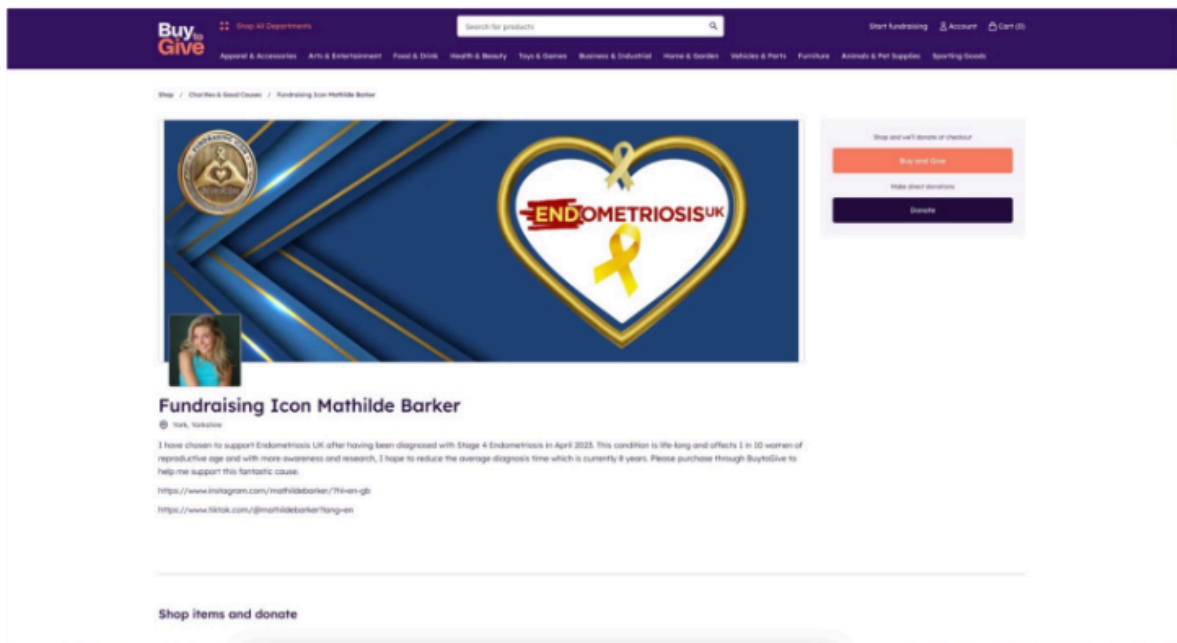 Buy to
Give
Shop All Departments
Search for products
Start fundraising Account Cart (0)
Apparel & Accessories Arts & Entertainment Food & Drink Health & Beauty Toys & Games Business & Industrial Home & Garden Vehicles & Parts Furniture Animals & Pet Supplies Sporting Goods
Shop / Charities & Good Causes / Fundraising Icon Mathilde Barker
FUNDRAISING ICON
ENDOMETRIOSIS UK
Shop and we'll donate at checkout
Buy and Give
Make direct donations
Donate
Fundraising Icon Mathilde Barker
York, Yorkshire
I have chosen to support Endometriosis UK after having been diagnosed with Stage 4 Endometriosis in April 2023. This condition is life-long and affects 1 in 10 women of
reproductive age and with more awareness and research, I hope to reduce the average diagnosis time which is currently 8 years. Please purchase through BuytoGive to
help me support this fantastic cause.
https://www.instagram.com/mathildebarker/?hl=en-gb
https://www.tiktok.com/@mathildebarker?lang=en
Shop items and donate